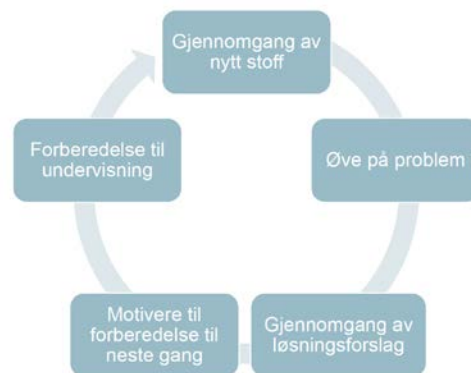 Gjennomgang av
nytt stoff
Øve på problem
Gjennomgang av
løsningsforslag
Motivere til
forberedelse til
neste gang
Forberedelse til
undervisning